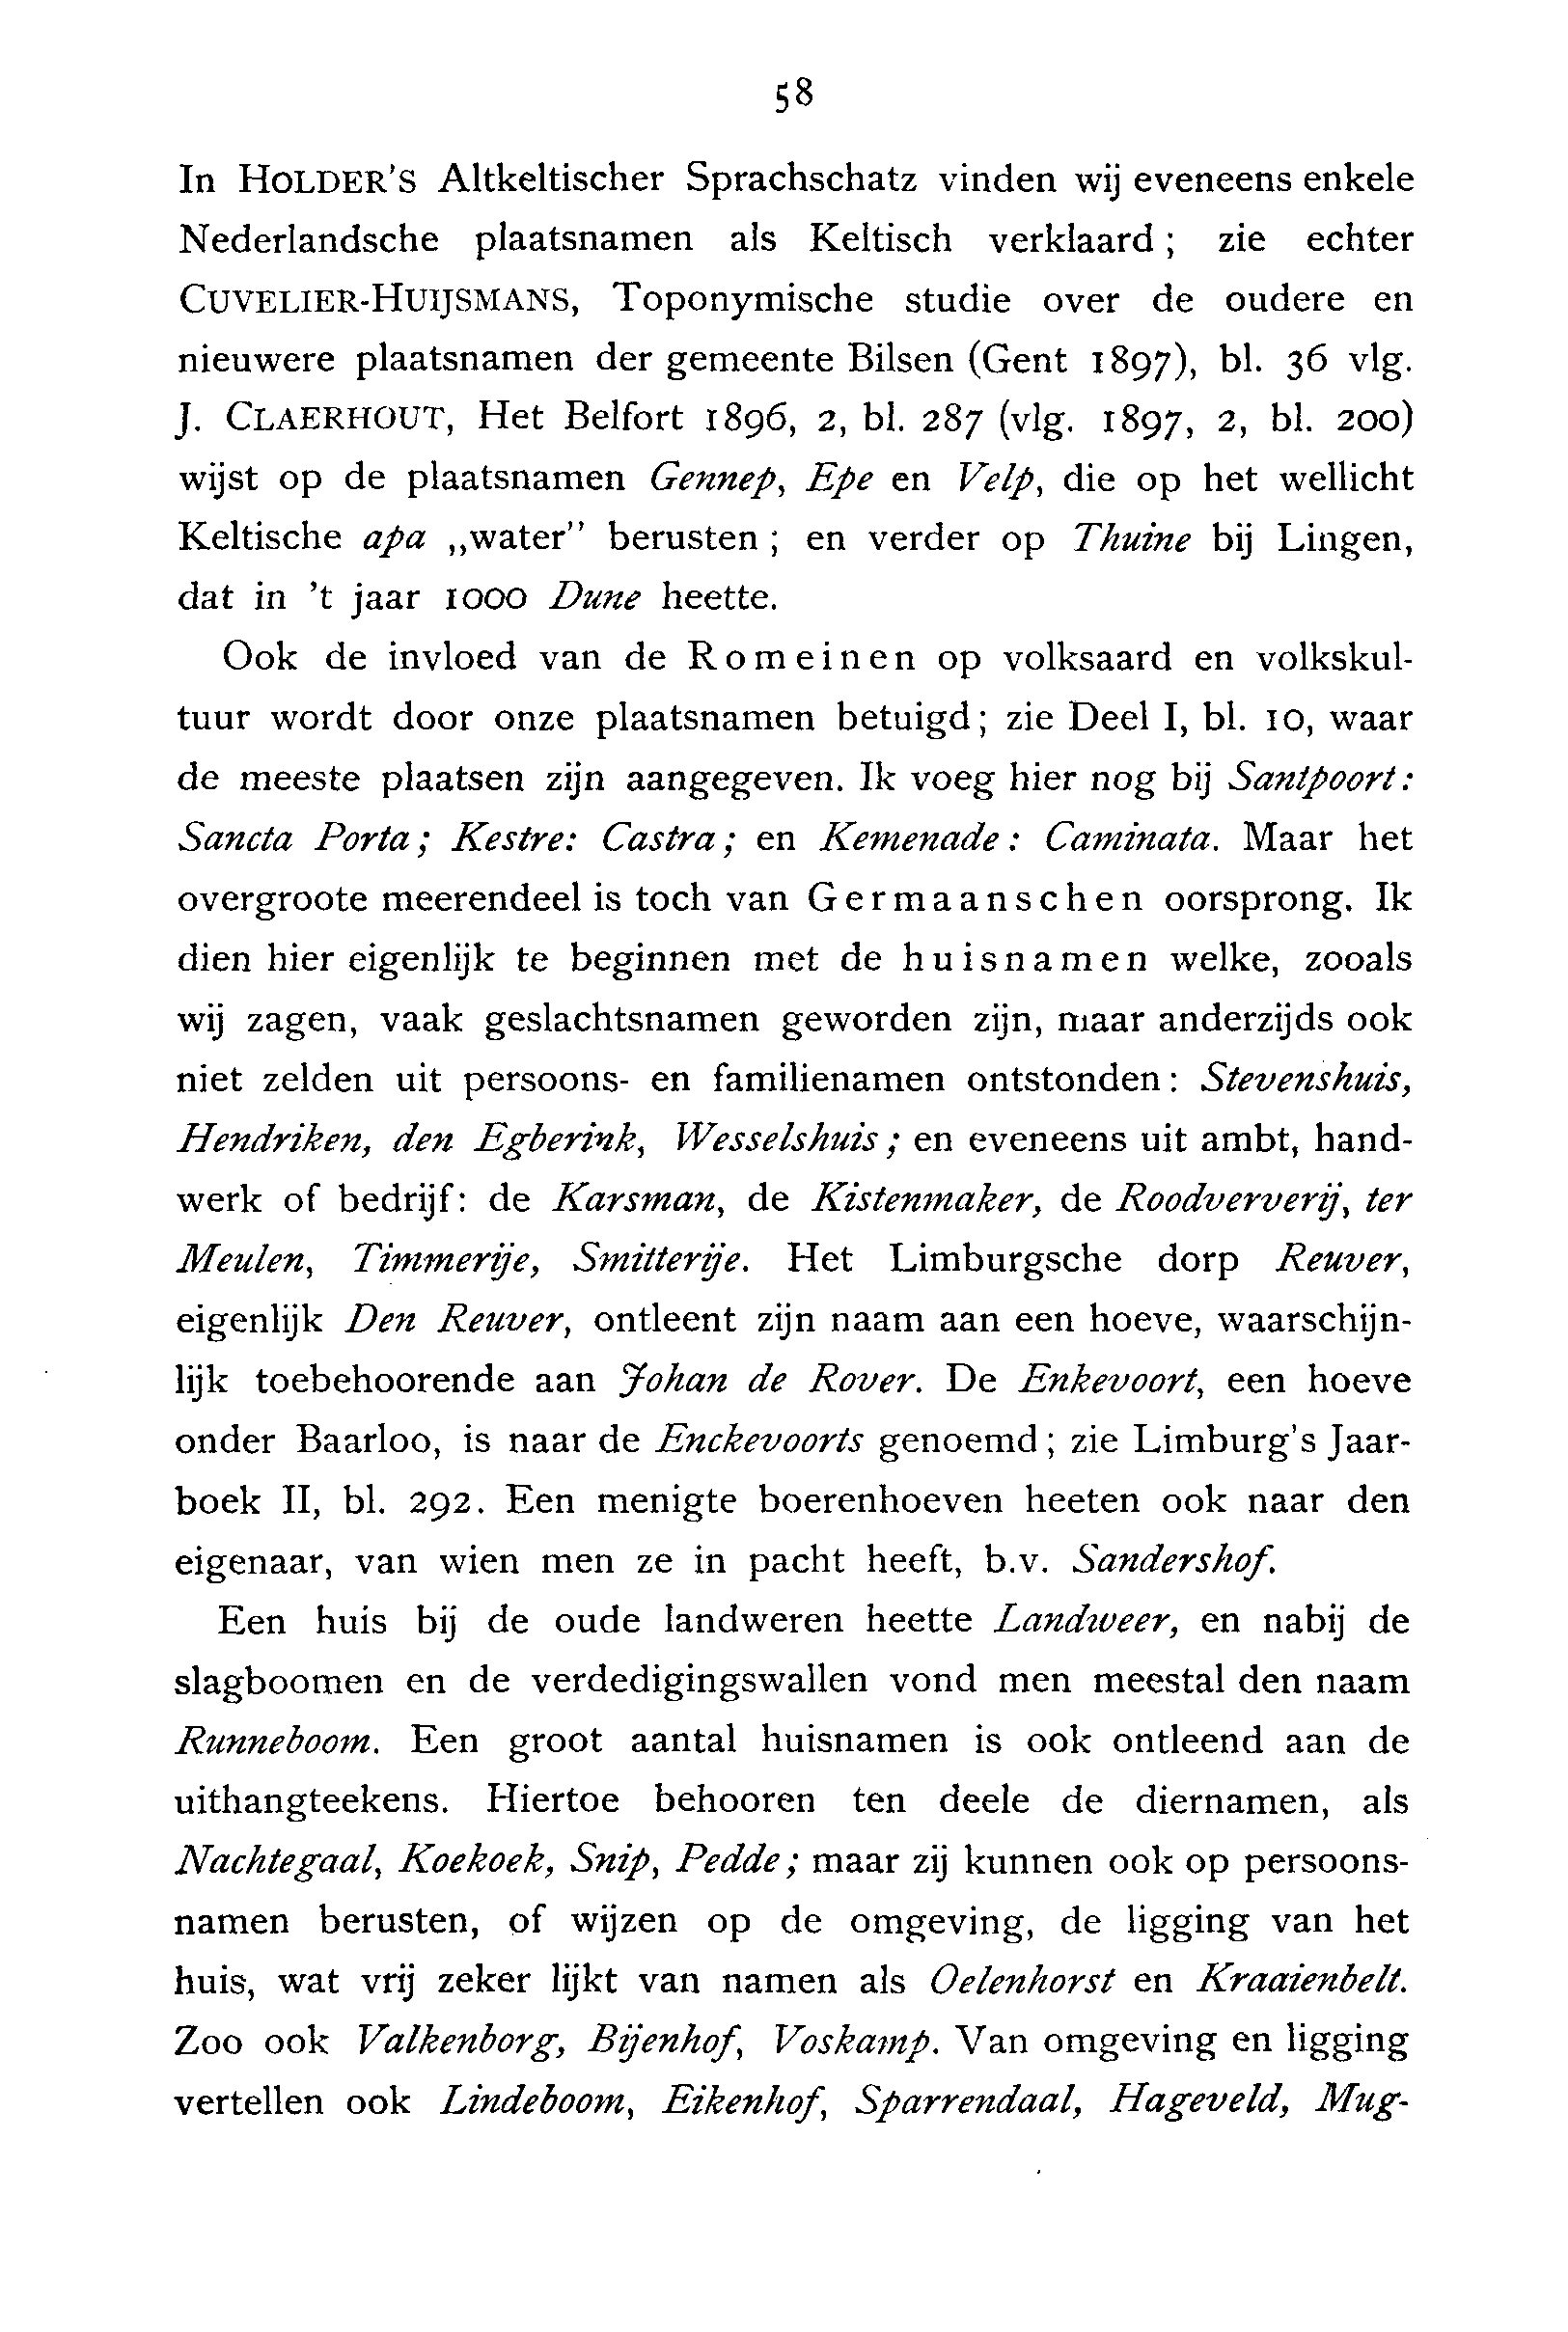 58
In HOLDER'S Altkeltischer Sprachschatz vinden wij eveneens enkele
Nederlandsche plaatsnamen als Keltisch verklaard; zie echter
CUVELIER-HUIJSMANS, Toponymische studie over de oudere en
nieuwere plaatsnamen der gemeente Bilsen (Gent 1897), bl. 36 vlg.
J. CLAERHOUT, Het Belfort 1896, 2, bl. 287 (vlg. 1897, 2, bl. 200)
wijst op de plaatsnamen Gennep, Epe en Velp, die op het wellicht
Keltische apa „water" berusten; en verder op Thuine bij Lingen,
dat in 't jaar 1000 Dune heette.
Ook de invloed van de Romeinen op volksaard en volkskul-
tuur wordt door onze plaatsnamen betuigd; zie Deel I, bl. 10, waar
de meeste plaatsen zijn aangegeven. Ik voeg hier nog bij Santpoort:
Sancta Porta; Kestre: Castra; en Kemenade: Caminata. Maar het
overgroote meerendeel is toch van Germaanschen oorsprong. Ik
dien hier eigenlijk te beginnen met de huisnamen welke, zooals
wij zagen, vaak geslachtsnamen geworden zijn, maar anderzijds ook
niet zelden uit persoons- en familienamen ontstonden: Stevenshuis,
Hendriken, den Egberink, Wesselshuis; en eveneens uit ambt, hand-
werk of bedrijf: de Karsman, de Kistenmaker, de Roodververij, ter
Meulen, Timmerije, Smitterije. Het Limburgsche dorp Reuver,
eigenlijk Den Reuver, ontleent zijn naam aan een hoeve, waarschijn-
lijk toebehoorende aan Johan de Rover. De Enkevoort, een hoeve
onder Baarloo, is naar de Enckevoorts genoemd; zie Limburg's Jaar-
boek II, bl. 292. Een menigte boerenhoeven heeten ook naar den
eigenaar, van wien men ze in pacht heeft, b.v. Sandershof.
Een huis bij de oude landweren heette Landweer, en nabij de
slagboomen en de verdedigingswallen vond men meestal den naam
Runneboom. Een groot aantal huisnamen is ook ontleend aan de
uithangteekens. Hiertoe behooren ten deele de diernamen, als
Nachtegaal, Koekoek, Snip, Pedde; maar zij kunnen ook op persoons-
namen berusten, of wijzen op de omgeving, de ligging van het
huis, wat vrij zeker lijkt van namen als Oelenhorst en Kraaienbelt.
Zoo ook Valkenborg, Bijenhof, Voskamp. Van omgeving en ligging
vertellen ook Lindeboom, Eikenhof, Sparrendaal, Hageveld, Mug-